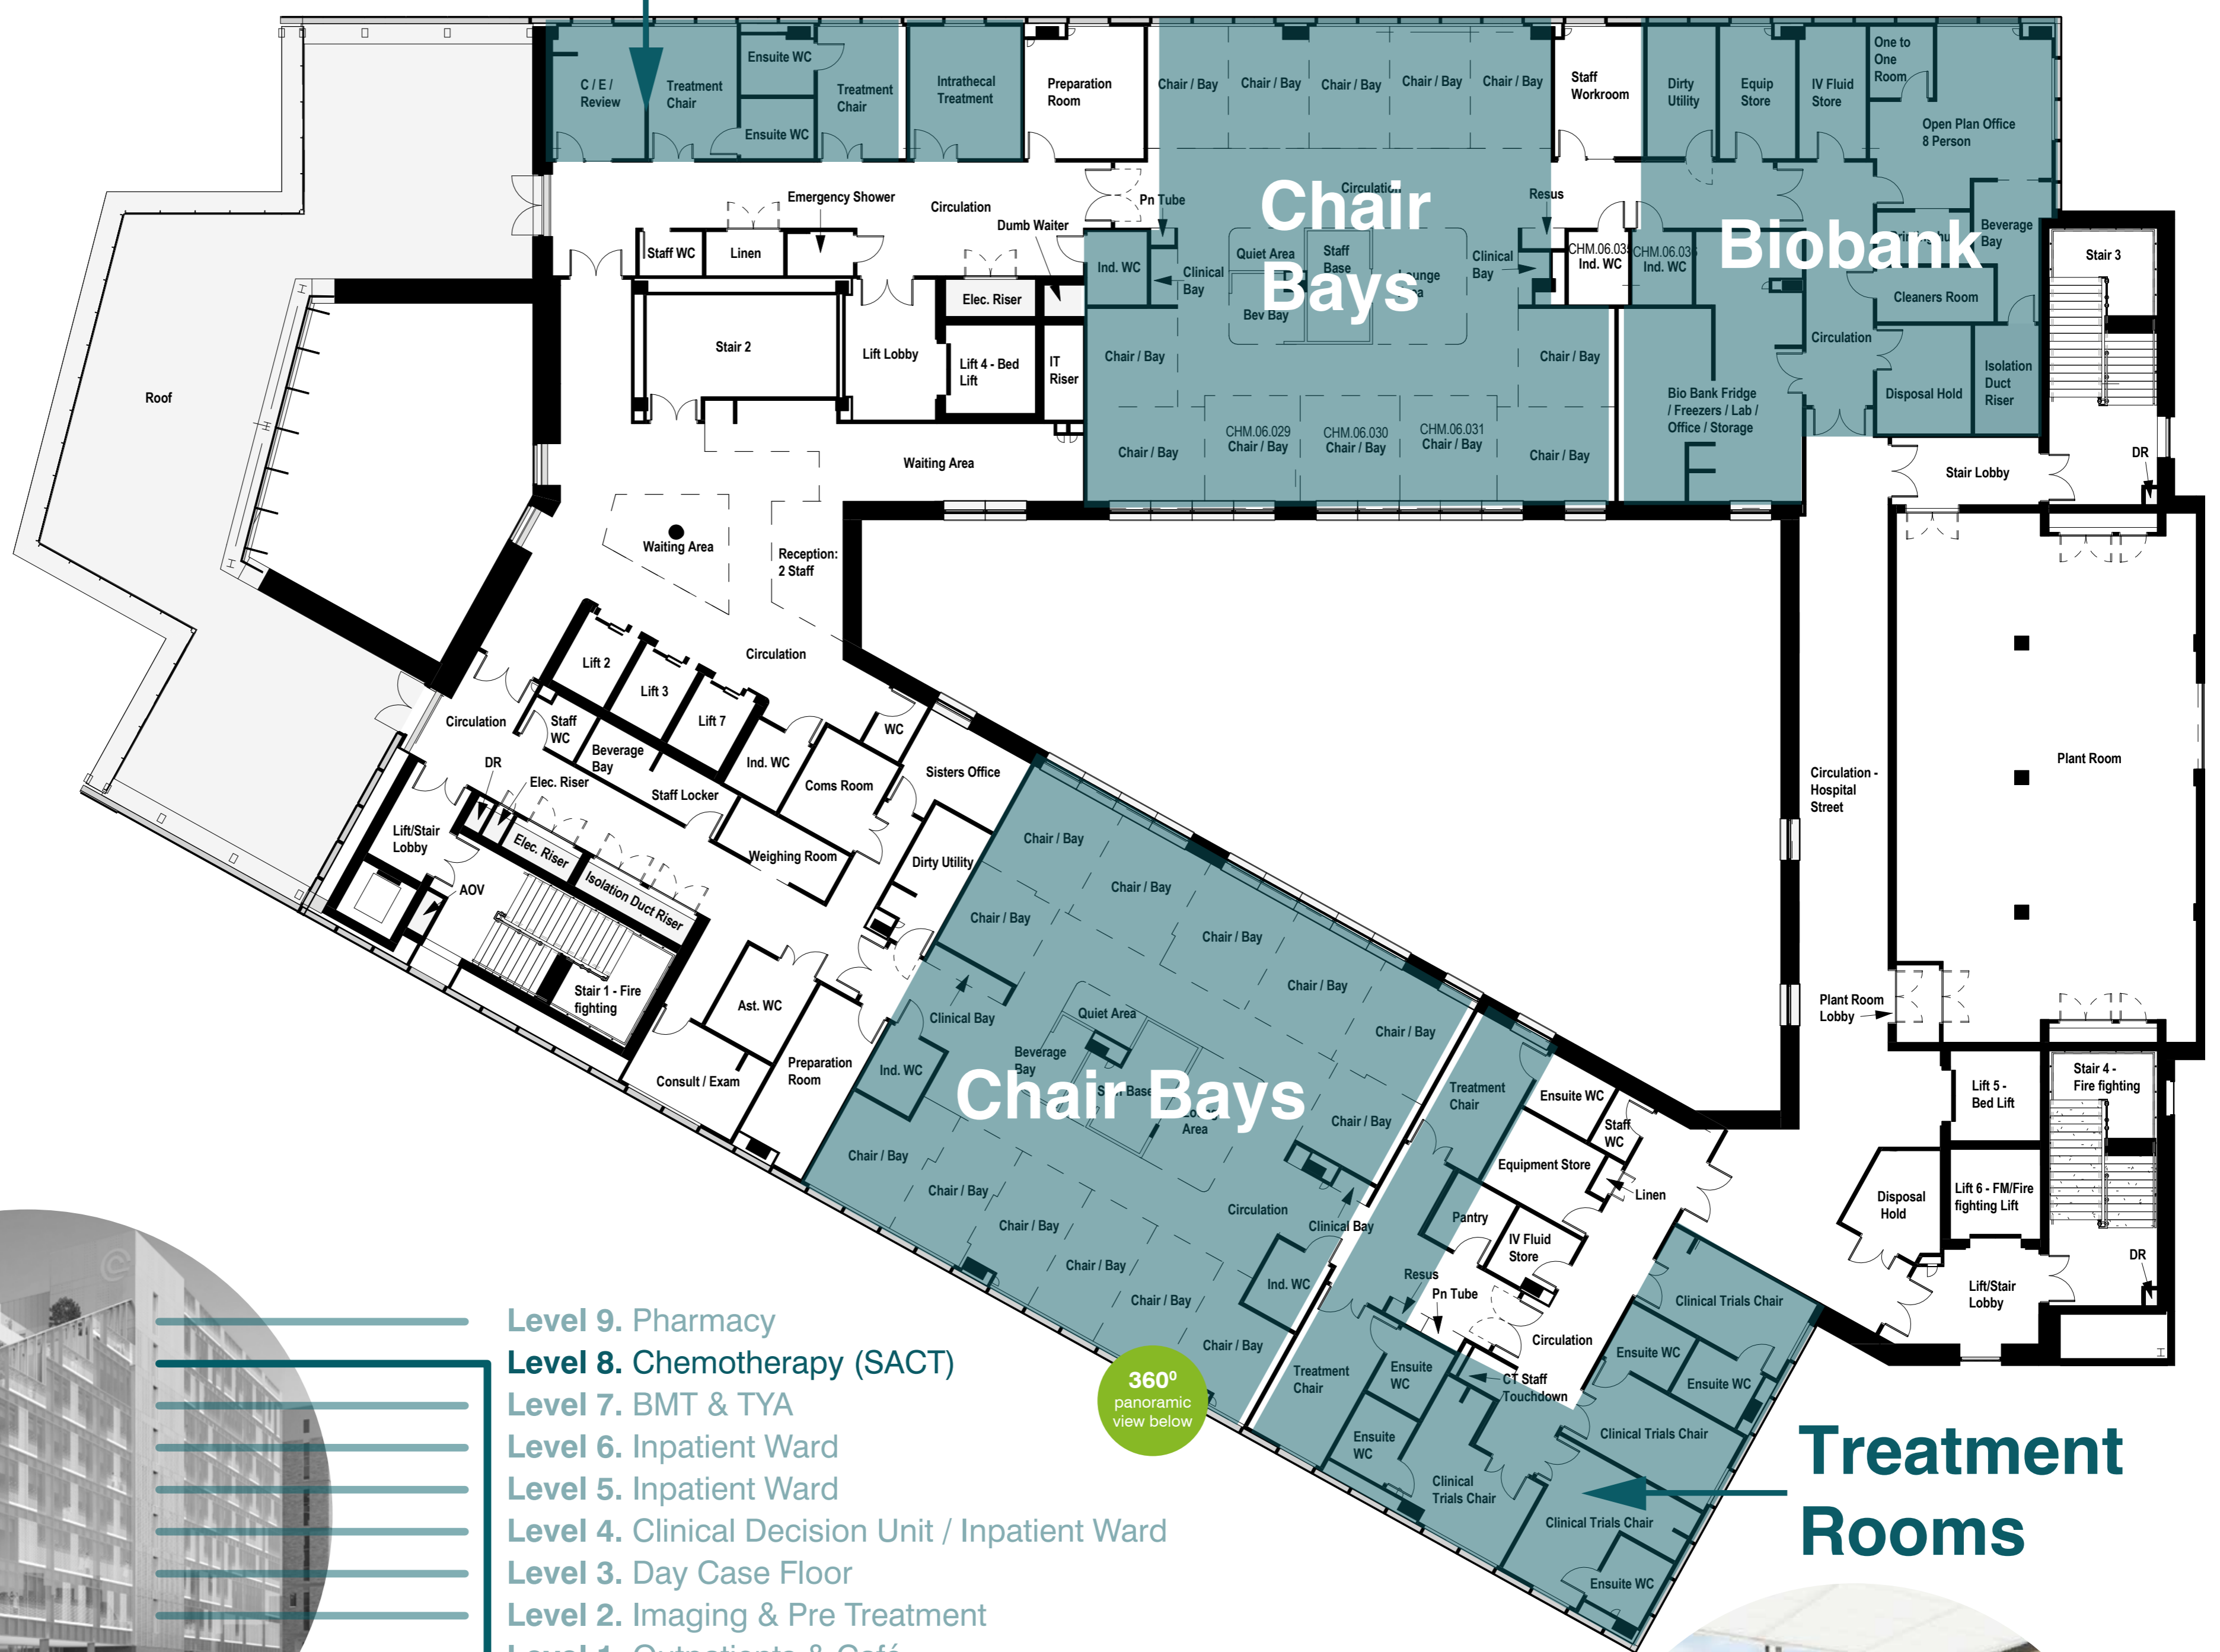 C / E /
Review
Treatment
Chair
Ensuite WC
Ensuite WC
Treatment
Chair
Intrathecal
Treatment
Preparation
Room
Chair / Bay
Chair / Bay
Chair / Bay
Chair / Bay
Chair / Bay
Staff
Workroom
Dirty
Utility
Equip
Store
IV Fluid
Store
One to
One
Room
Open Plan Office
8 Person
Emergency Shower
Circulation
Dumb Waiter
Pn Tube
Circulation
Resus
Chair
Bays
Biobank
Beverage
Bay
Staff WC
Linen
Ind. WC
Clinical
Bay
Quiet Area
Staff
Base
Clinical
Bay
Bev Bay
Ind. WC
CHM.06.03
Ind. WC
Cleaners Room
Stair 3
Elec. Riser
Stair 2
Lift Lobby
Lift 4 - Bed
Lift
IT
Riser
Chair / Bay
Chair / Bay
Circulation
Disposal Hold
Isolation
Duct
Riser
Roof
Bio Bank Fridge
/ Freezers / Lab /
Office / Storage
Waiting Area
Chair / Bay
CHM.06.029
Chair / Bay
CHM.06.030
Chair / Bay
CHM.06.031
Chair / Bay
Chair / Bay
Stair Lobby
DR
Waiting Area
Reception:
2 Staff
Circulation
Lift 2
Lift 3
Lift 7
Circulation
Staff
WC
Beverage
Bay
Ind. WC
WC
Coms Room
Sisters Office
DR
Elec. Riser
Staff Locker
Lift/Stair
Lobby
Elec. Riser
Isolation Duct Riser
Weighing Room
Dirty Utility
AOV
Stair 1 - Fire
fighting
Ast. WC
Consult / Exam
Preparation
Room
Circulation -
Hospital
Street
Plant Room
Chair / Bay
Chair / Bay
Chair / Bay
Chair / Bay
Chair / Bay
Chair / Bay
Clinical Bay
Quiet Area
Beverage
Bay
Ind. WC
Chair Bays
Area
Chair / Bay
Chair / Bay
Chair / Bay
Chair / Bay
Chair / Bay
Chair / Bay
Chair / Bay
Circulation
Clinical Bay
Ind. WC
Treatment
Chair
Ensuite WC
Staff
WC
Equipment Store
Linen
Pantry
IV Fluid
Store
Resus
Pn Tube
Circulation
Treatment
Chair
Ensuite
WC
Ensuite
WC
CT Staff
Touchdown
Clinical
Trials Chair
Clinical Trials Chair
Ensuite WC
Ensuite WC
Clinical Trials Chair
Clinical Trials Chair
Ensuite WC
Plant Room
Lobby
Lift 5 -
Bed Lift
Stair 4 -
Fire fighting
Disposal
Hold
Lift 6 - FM/Fire
fighting Lift
DR
Lift/Stair
Lobby
Treatment
Rooms
360⁰
panoramic
view below
Level 9. Pharmacy
Level 8. Chemotherapy (SACT)
Level 7. BMT & TYA
Level 6. Inpatient Ward
Level 5. Inpatient Ward
Level 4. Clinical Decision Unit / Inpatient Ward
Level 3. Day Case Floor
Level 2. Imaging & Pre Treatment
Level 1. Outpatients & Café